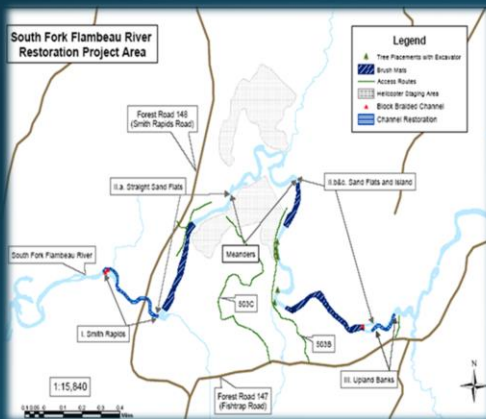 South Fork Flambeau River
Restoration Project Area
Legend
Tree Placements with Excavator
Brush Mats
Access Routes
Helicopter Staging Area
Block Braided Channel
Channel Restoration
Forest Road 148
(Smith Rapids Road)
II.a. Straight Sand Flats
II.b&c. Sand Flats and Island
South Fork Flambeau River
Meanders
503C
I. Smith Rapids
503B
III. Upland Banks
1:15,840
Forest Road 147
(Fishtrap Road)
N